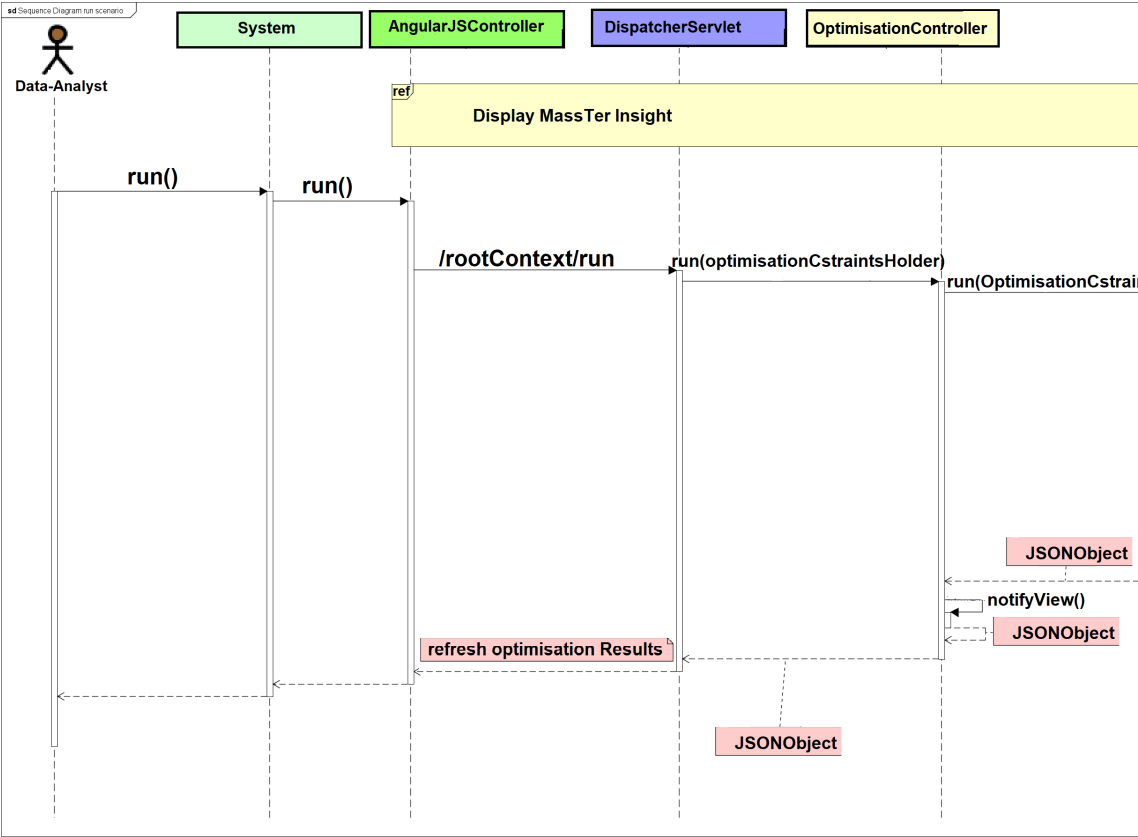 sd Sequence Diagram run scenario
System
AngularJSController
DispatcherServlet
OptimisationController
Data-Analyst
ref
Display MassTer Insight
run()
run()
/rootContext/run
run(optimisationCstraintsHolder)
run(OptimisationCstrain
JSONObject
notifyView()
JSONObject
refresh optimisation Results
JSONObject